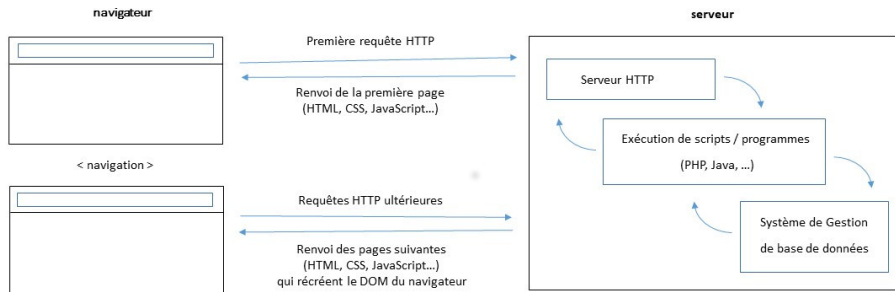 navigateur
serveur
Première requête HTTP
Renvoi de la première page
(HTML, CSS, JavaScript…)
Serveur HTTP
Exécution de scripts / programmes
(PHP, Java, …)
< navigation >
Requêtes HTTP ultérieures
Renvoi des pages suivantes
(HTML, CSS, JavaScript…)
qui récréent le DOM du navigateur
Système de Gestion
de base de données